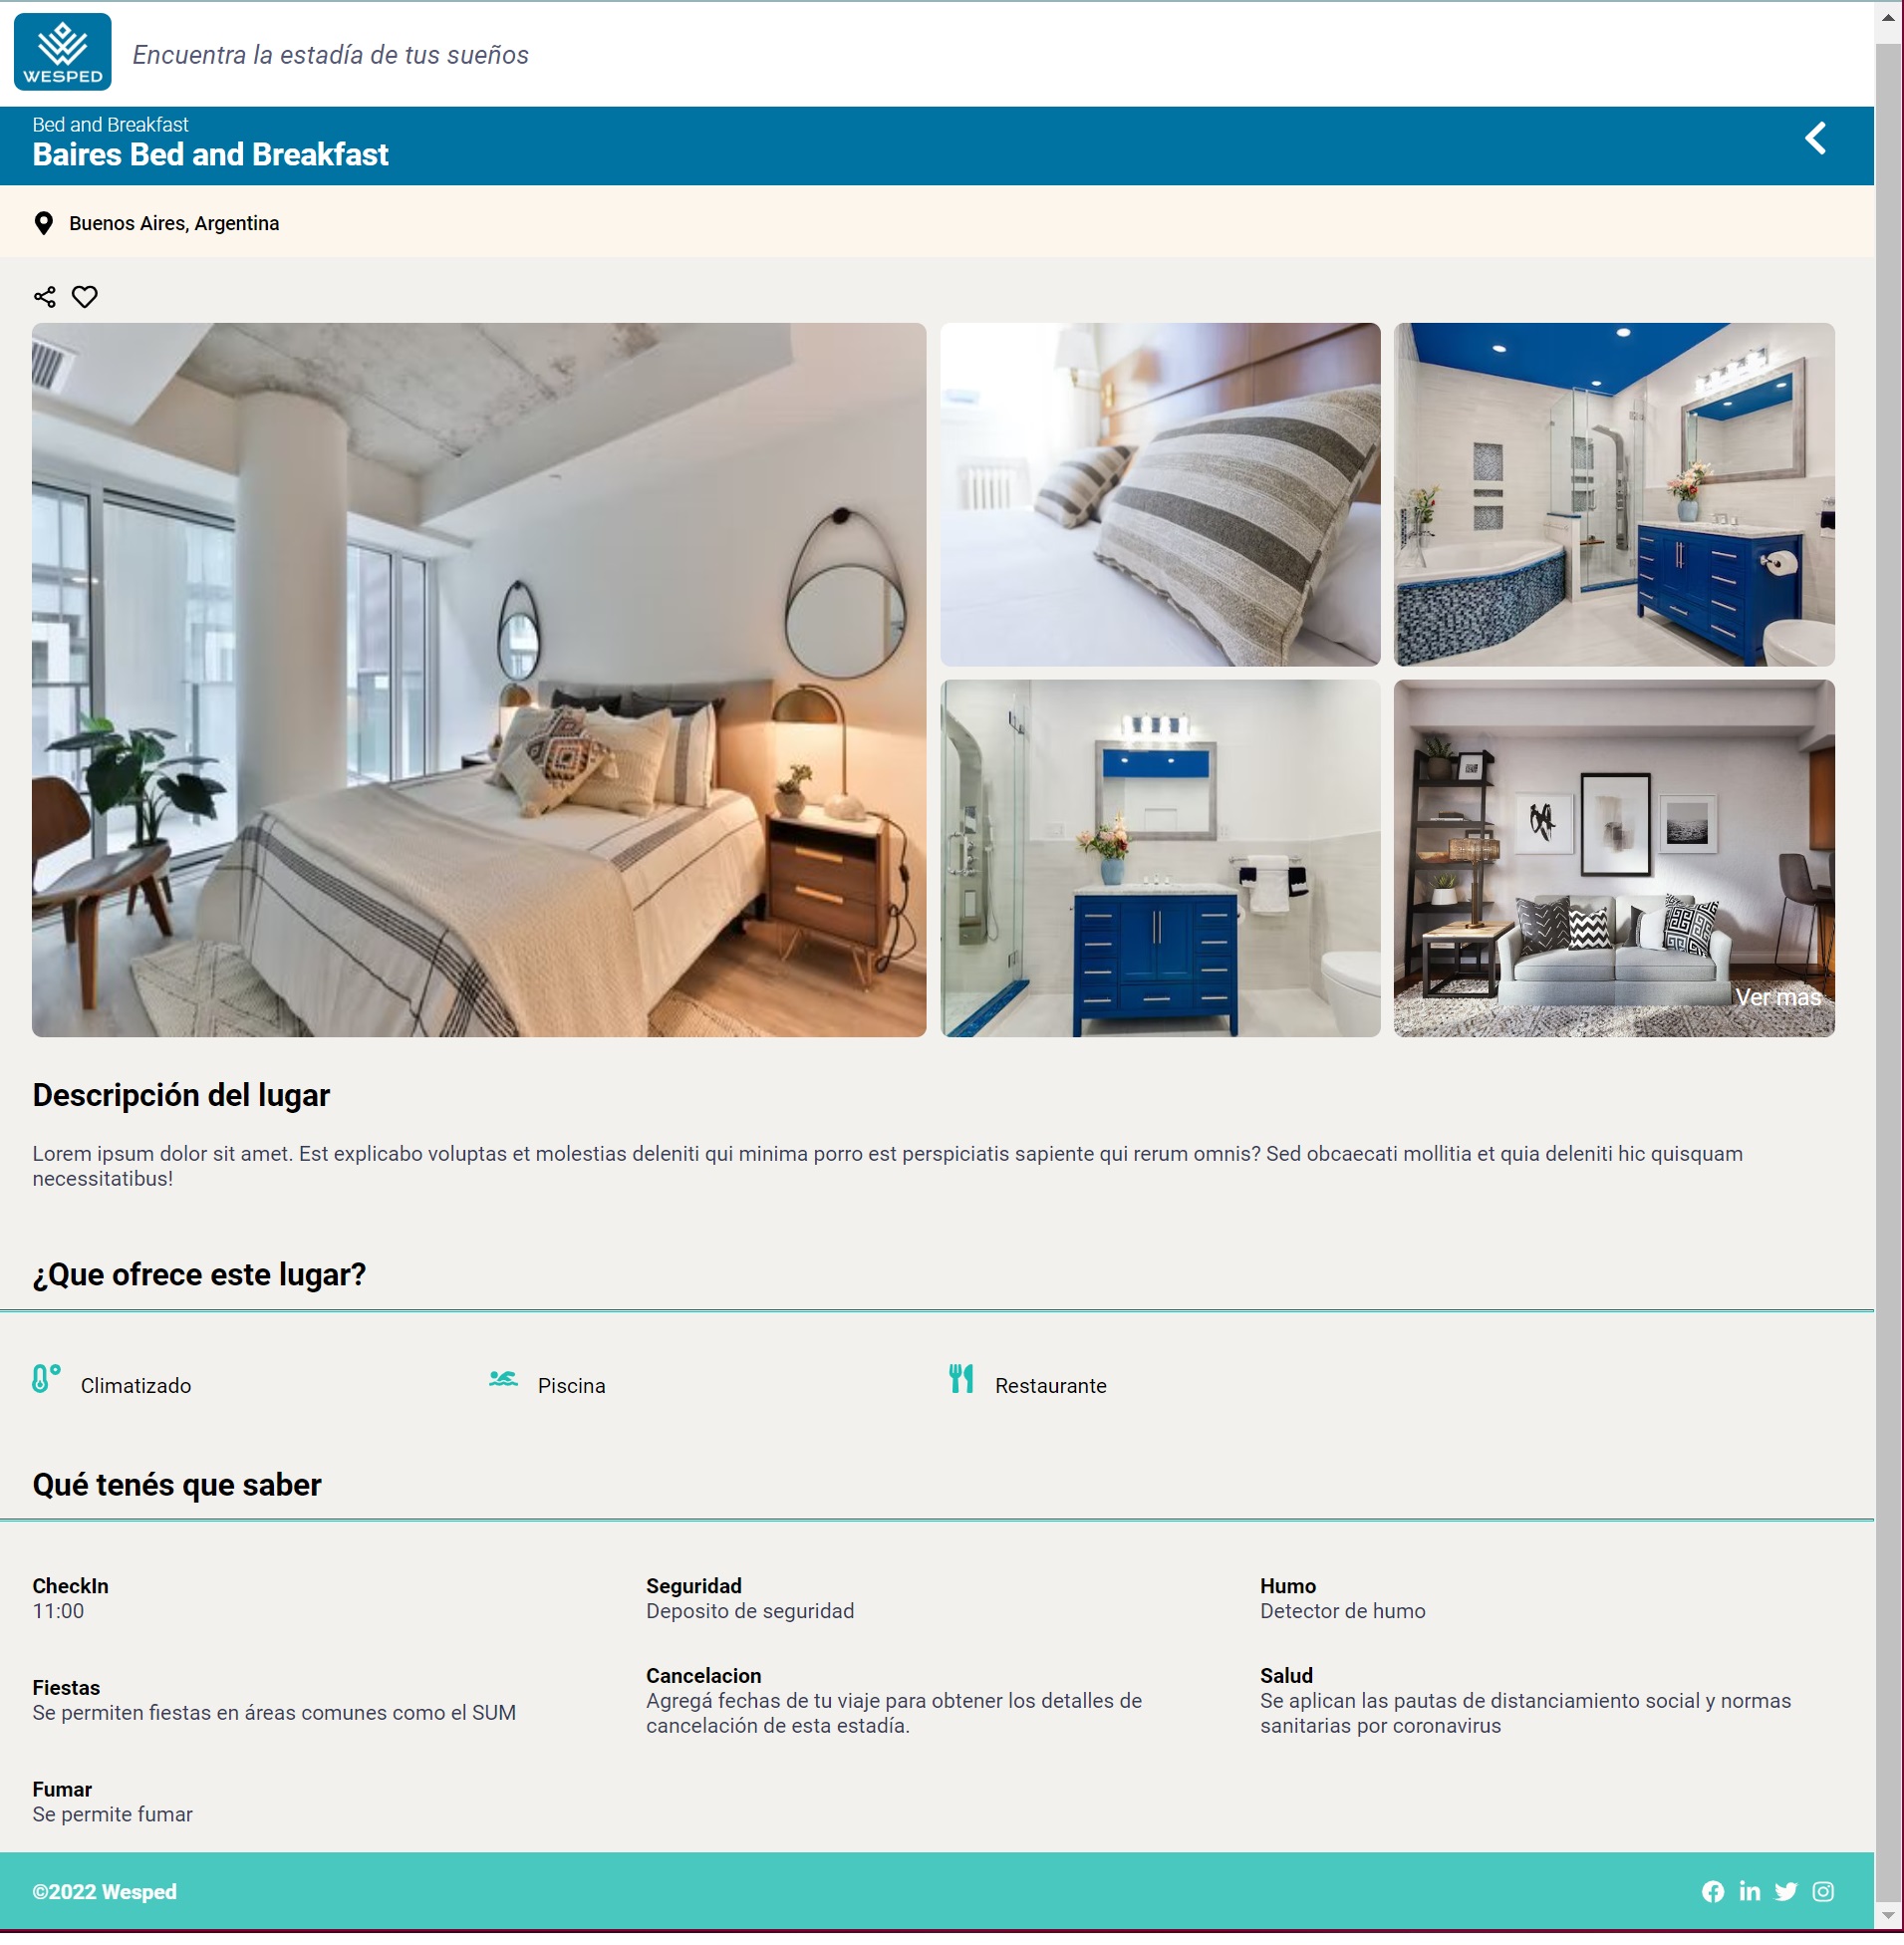 WESPED
Encuentra la estadía de tus sueños
Bed and Breakfast
Baires Bed and Breakfast
Buenos Aires, Argentina
Ver mas
Descripción del lugar
Lorem ipsum dolor sit amet. Est explicabo voluptas et molestias deleniti qui minima porro est perspiciatis sapiente qui rerum omnis? Sed obcaecati mollitia et quia deleniti hic quisquam
necessitatibus!
¿Que ofrece este lugar?
Climatizado
Piscina
Restaurante
Qué tenés que saber
CheckIn
11:00
Seguridad
Deposito de seguridad
Humo
Detector de humo
Fiestas
Se permiten fiestas en áreas comunes como el SUM
Cancelacion
Agregá fechas de tu viaje para obtener los detalles de
cancelación de esta estadía.
Salud
Se aplican las pautas de distanciamiento social y normas
sanitarias por coronavirus
Fumar
Se permite fumar
©2022 Wesped